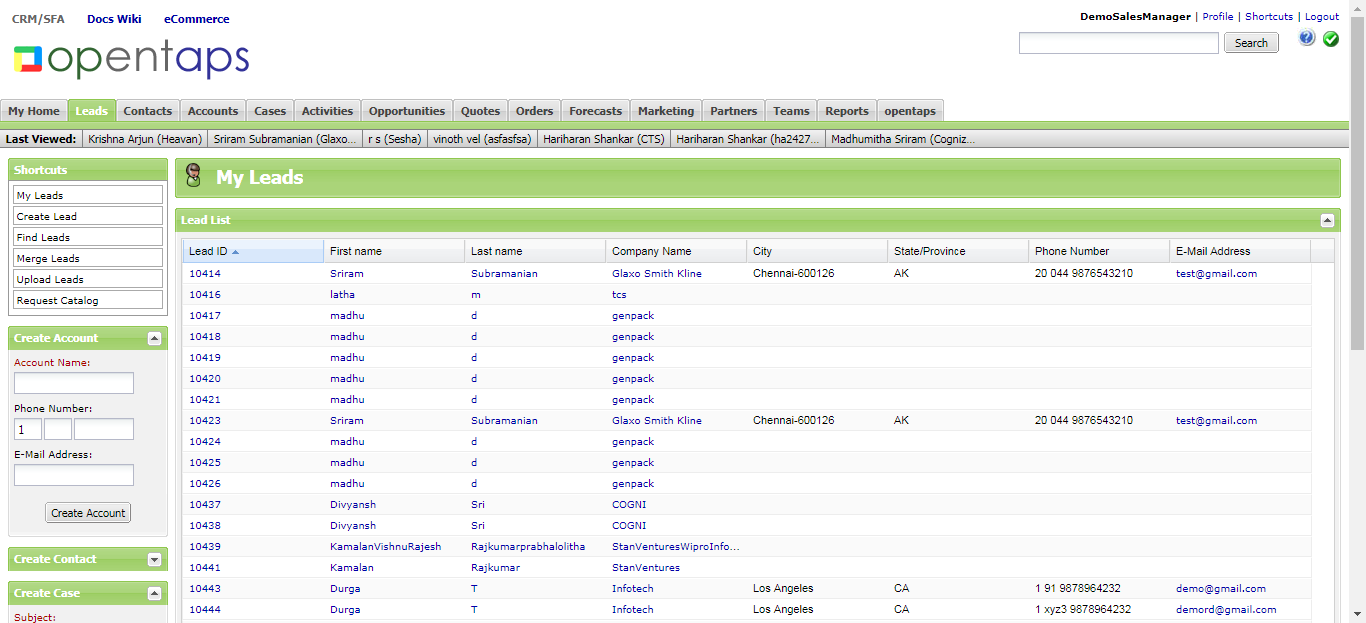 CRM/SFA Docs Wiki eCommerce
DemoSalesManager | Profile | Shortcuts | Logout
opentaps
Search
My Home Leads Contacts Accounts Cases Activities Opportunities Quotes Orders Forecasts Marketing Partners Teams Reports opentaps
Last Viewed: Krishna Arjun (Heavan) Sriram Subramanian (Glaxo... r s (Sesha) vinoth vel (asfasfsa) Hariharan Shankar (CTS) Hariharan Shankar (ha2427... Madhumitha Sriram (Cogniz...
Shortcuts
My Leads
Create Lead
Find Leads
Merge Leads
Upload Leads
Request Catalog
Create Account
Account Name:
Phone Number:
1
E-Mail Address:
Create Account
Create Contact
Create Case
Subject:
My Leads
Lead List
Lead ID First name Last name Company Name City State/Province Phone Number E-Mail Address
10414 Sriram Subramanian Glaxo Smith Kline Chennai-600126 AK 20 044 9876543210 test@gmail.com
10416 latha m tcs
10417 madhu d genpack
10418 madhu d genpack
10419 madhu d genpack
10420 madhu d genpack
10421 madhu d genpack
10423 Sriram Subramanian Glaxo Smith Kline Chennai-600126 AK 20 044 9876543210 test@gmail.com
10424 madhu d genpack
10425 madhu d genpack
10426 madhu d genpack
10437 Divyansh Sri COGNI
10438 Divyansh Sri COGNI
10439 KamalanVishnuRajesh Rajkumarprabhalolitha StanVenturesWiproInfo...
10441 Kamalan Rajkumar StanVentures
10443 Durga T Infotech Los Angeles CA 1 91 9878964232 demo@gmail.com
10444 Durga T Infotech Los Angeles CA 1 xyz3 9878964232 demord@gmail.com